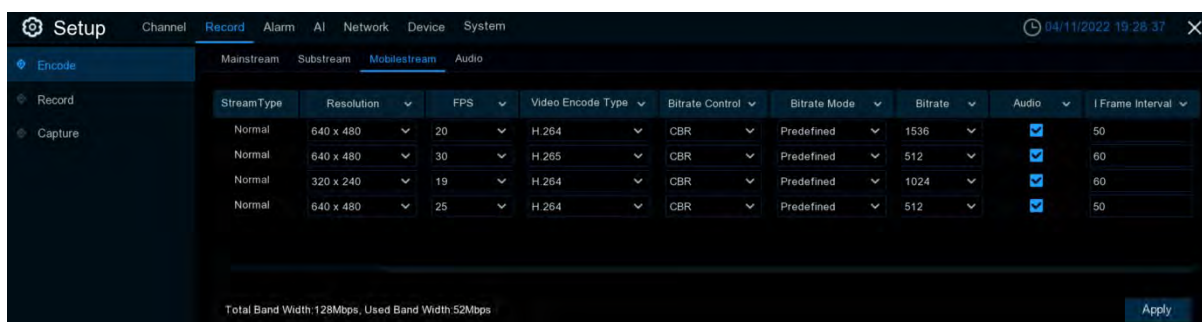 Setup Channel Record Alarm AI Network Device System 04/11/2022 19:26:37
Encode
Record
Capture
Mainstream Substream Mobilestream Audio
StreamType Resolution FPS Video Encode Type Bitrate Control Bitrate Mode Bitrate Audio I Frame Interval
Normal 640 x 480 20 H.264 CBR Predefined 1536 50
Normal 640 x 480 30 H.265 CBR Predefined 512 60
Normal 320 x 240 19 H.264 CBR Predefined 1024 60
Normal 640 x 480 25 H.264 CBR Predefined 512 50
Total Band Width:128Mbps, Used Band Width:52Mbps
Apply